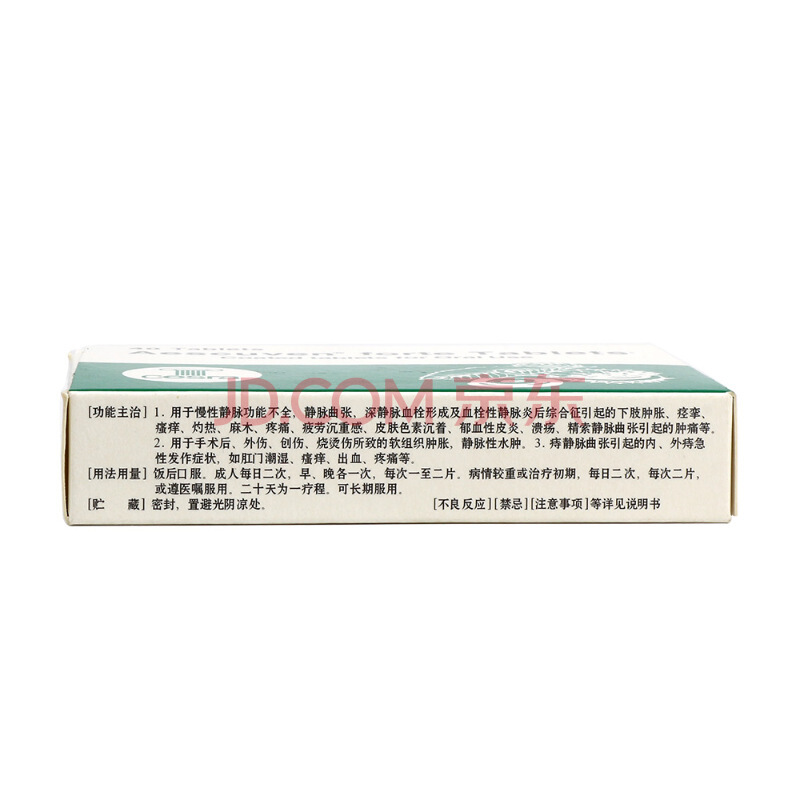 40 Tablets
Aescuven® forte Tablets
Coated tablets for Oral Use
Cesra
JD.COM 京东
[功能主治] 1. 用于慢性静脉功能不全、静脉曲张、深静脉血栓形成及血栓性静脉炎后综合征引起的下肢肿胀、痉挛、
瘙痒、灼热、麻木、疼痛、疲劳沉重感、皮肤色素沉着、郁血性皮炎、溃疡、精索静脉曲张引起的肿痛等。
2. 用于手术后、外伤、创伤、烧烫伤所致的软组织肿胀，静脉性水肿。3. 痔静脉曲张引起的内、外痔急
性发作症状，如肛门潮湿、瘙痒、出血、疼痛等。
[用法用量] 饭后口服。成人每日二次，早、晚各一次，每次一至二片。病情较重或治疗初期，每日二次，每次二片，
或遵医嘱服用。二十天为一疗程。可长期服用。
[贮 藏] 密封，置避光阴凉处。 [不良反应] [禁忌] [注意事项] 等详见说明书